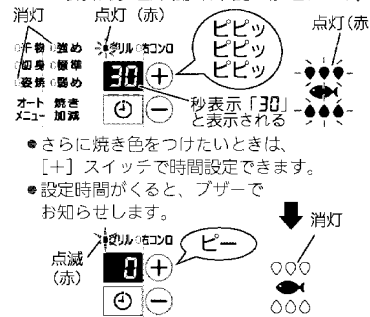 消灯 点灯（赤） 点灯（赤
干物 強め グリル 右コンロ
切身 標準
姿焼 弱め
30
ピピッ
ピピッ
ピピッ
オート 焼き
メニュー 加減
秒表示「30」
と表示される
●さらに焼き色をつけたいときは、
［＋］スイッチで時間設定できます。
●設定時間がくると、ブザーで
お知らせします。
消灯
グリル 右コンロ
点滅
（赤）
0
ピー